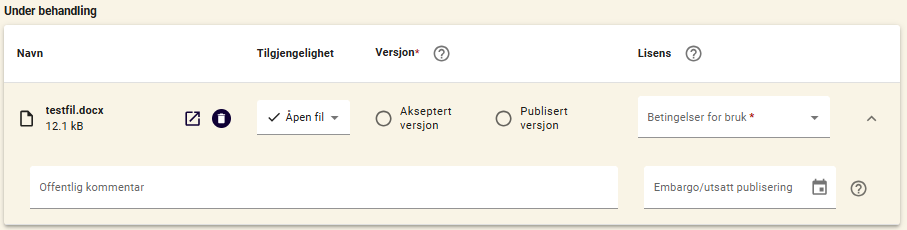 Under behandling
Navn Tilgjengelighet Versjon* Lisens
testfil.docx
12.1 kB
Åpen fil
Akseptert
versjon
Publisert
versjon
Betingelser for bruk *
Offentlig kommentar
Embargo/utsatt publisering